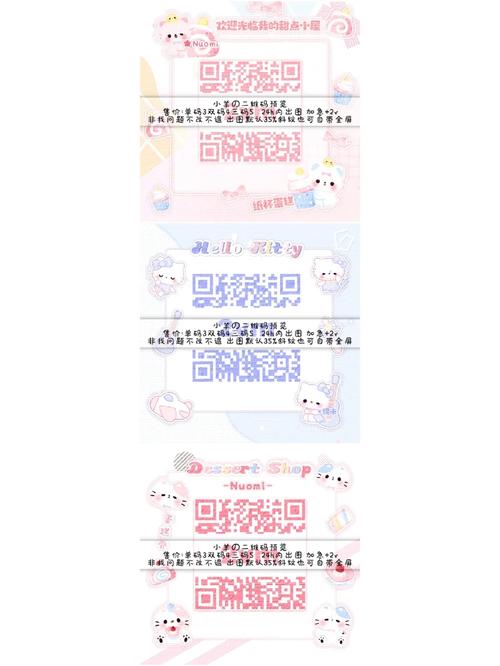 欢迎光临我的甜点小屋
Nuomi
小羊の二维码预览
售价:单码3双码4三码5 24h内出图 加急+2r
非我问题不改不退 出图默认35%蚂蚁也可自带全屏
纸杯蛋糕
Hello Kitty
小羊の二维码预览
售价:单码3双码4三码5 24h内出图 加急+2r
非我问题不改不退 出图默认35%蚂蚁也可自带全屏
Dessert Shop
-Nuomi-
小羊の二维码预览
售价:单码3双码4三码5 24h内出图 加急+2r
非我问题不改不退 出图默认35%蚂蚁也可自带全屏